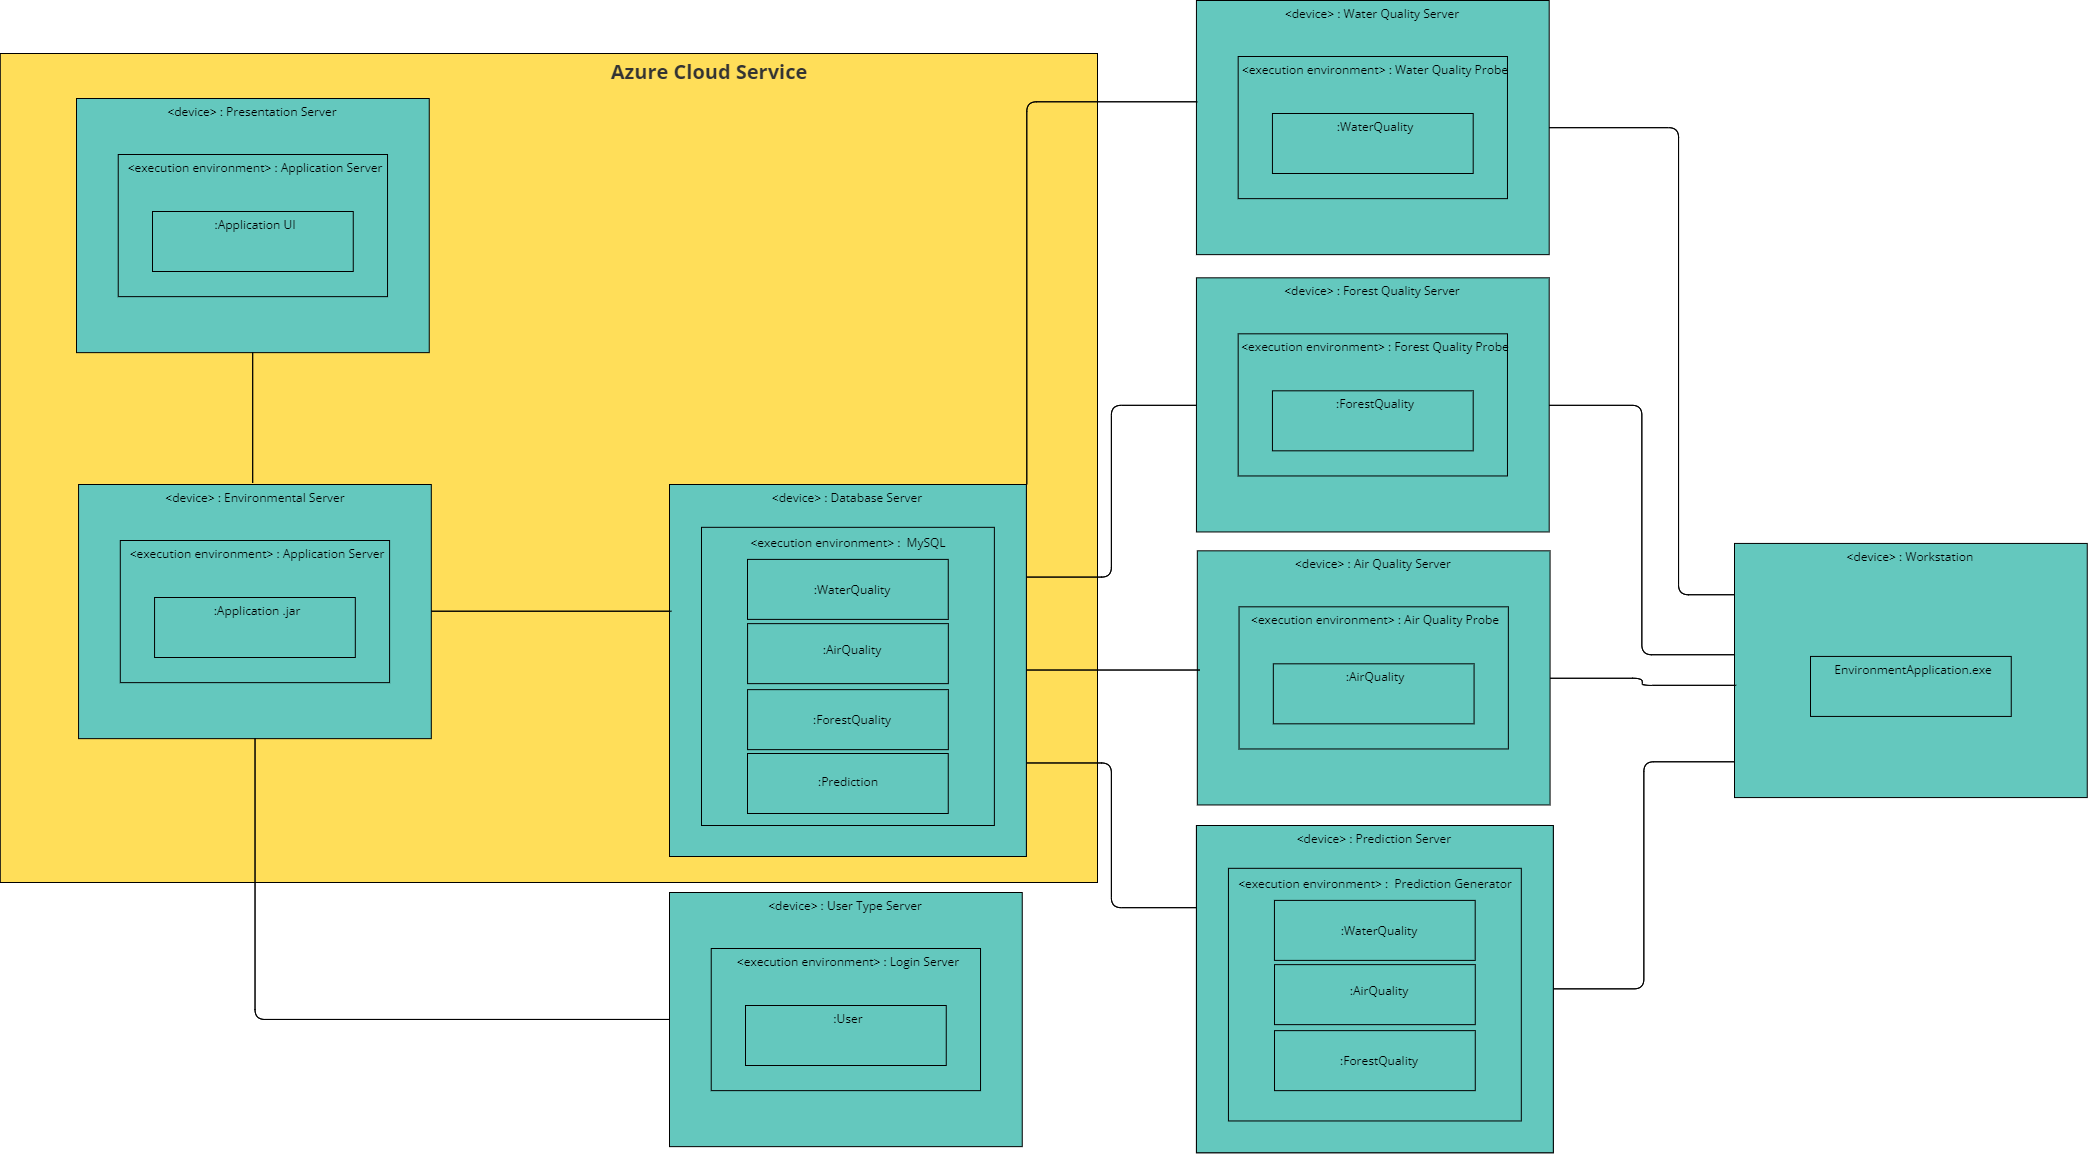 Azure Cloud Service
<device> : Presentation Server
<execution environment> : Application Server
:Application UI
<device> : Environmental Server
<execution environment> : Application Server
:Application .jar
<device> : Database Server
<execution environment> :  MySQL
:WaterQuality
:AirQuality
:ForestQuality
:Prediction
<device> : User Type Server
<execution environment> : Login Server
:User
<device> : Water Quality Server
<execution environment> : Water Quality Probe
:WaterQuality
<device> : Forest Quality Server
<execution environment> : Forest Quality Probe
:ForestQuality
<device> : Air Quality Server
<execution environment> : Air Quality Probe
:AirQuality
<device> : Prediction Server
<execution environment> :  Prediction Generator
:WaterQuality
:AirQuality
:ForestQuality
<device> : Workstation
EnvironmentApplication.exe